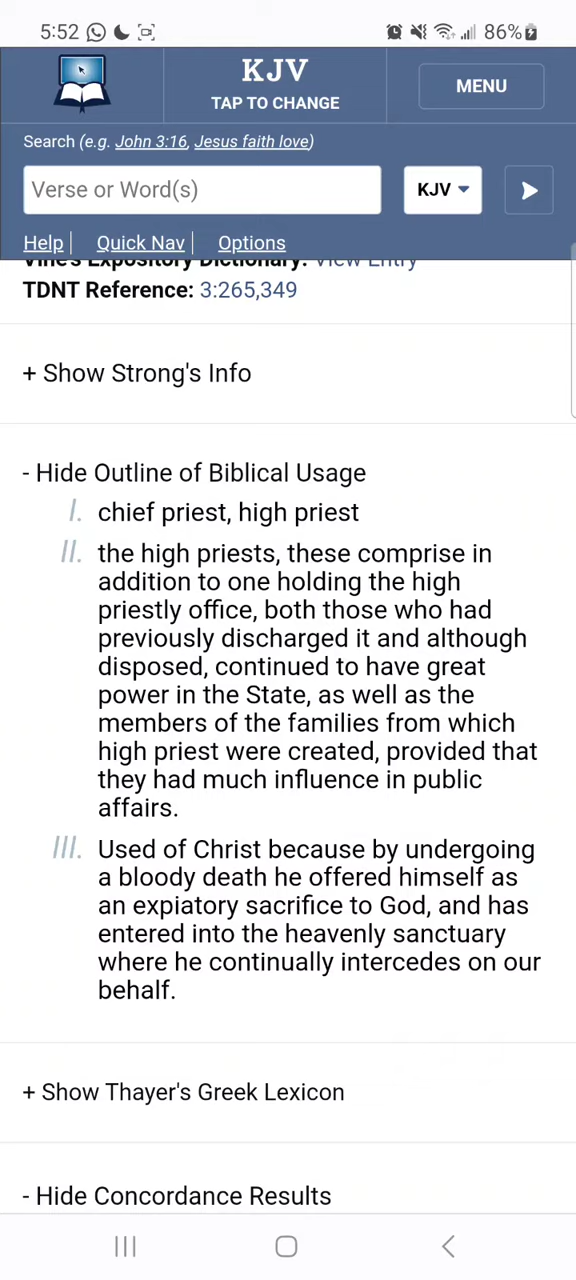 5:52 86%
KJV
TAP TO CHANGE
MENU
Search (e.g. John 3:16, Jesus faith love)
Verse or Word(s)
KJV
Help Quick Nav Options
Vine's Expository Dictionary: View Entry
TDNT Reference: 3:265,349
+ Show Strong's Info
- Hide Outline of Biblical Usage
I. chief priest, high priest
II. the high priests, these comprise in
addition to one holding the high
priestly office, both those who had
previously discharged it and although
disposed, continued to have great
power in the State, as well as the
members of the families from which
high priest were created, provided that
they had much influence in public
affairs.
III. Used of Christ because by undergoing
a bloody death he offered himself as
an expiatory sacrifice to God, and has
entered into the heavenly sanctuary
where he continually intercedes on our
behalf.
+ Show Thayer's Greek Lexicon
- Hide Concordance Results